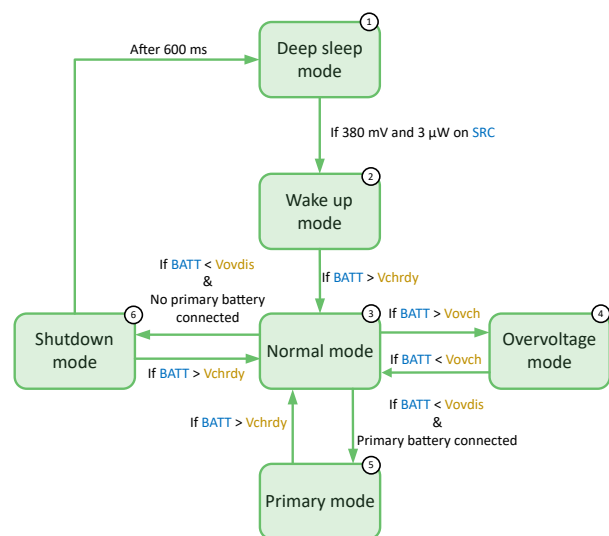 1
Deep sleep
mode
After 600 ms
If 380 mV and 3 µW on SRC
2
Wake up
mode
If BATT < Vovdis
&
No primary battery
connected
If BATT > Vchrdy
6
Shutdown
mode
3
Normal mode
If BATT > Vovch
4
Overvoltage
mode
If BATT < Vovch
If BATT > Vchrdy
If BATT > Vchrdy
If BATT < Vovdis
&
Primary battery connected
5
Primary mode